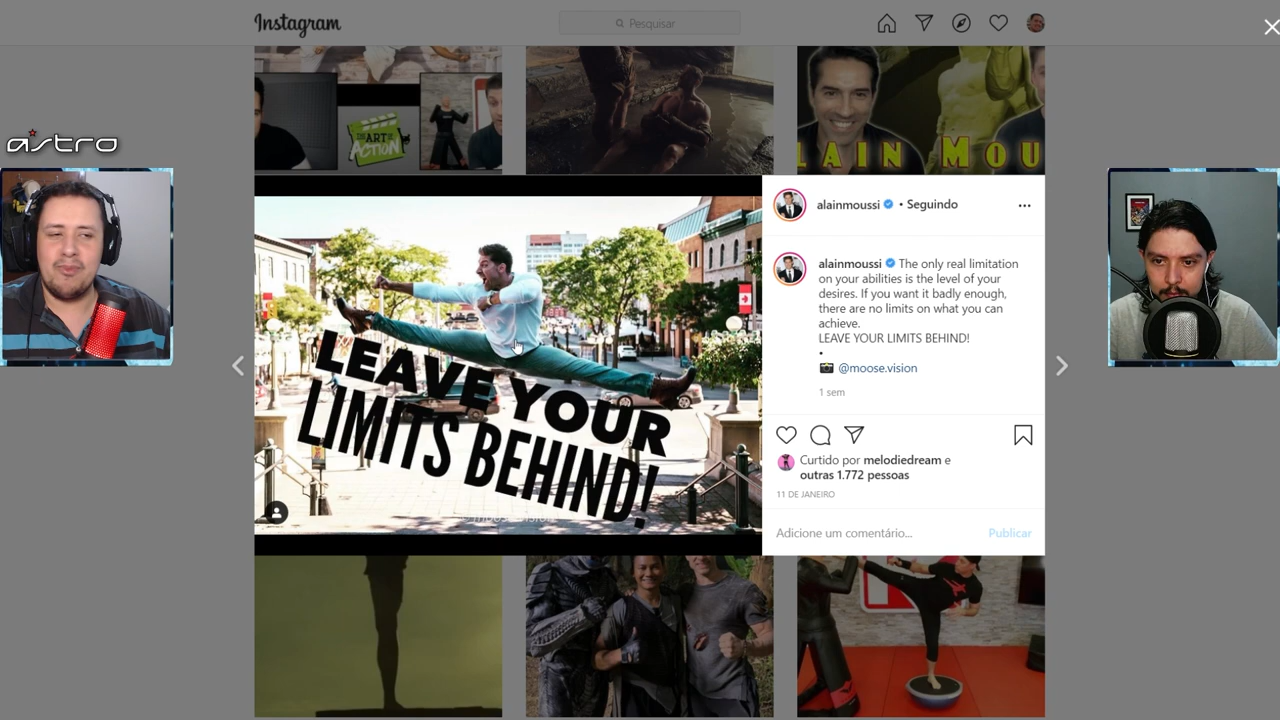 Instagram
Pesquisar
astro
THE ART OF
ACTION
LAIN MOU
alainmoussi • Seguindo
alainmoussi The only real limitation
on your abilities is the level of your
desires. If you want it badly enough,
there are no limits on what you can
achieve.
LEAVE YOUR LIMITS BEHIND!
•
@moose.vision
1 sem
LEAVE YOUR
LIMITS BEHIND!
Curtido por melodiedream e
outras 1.772 pessoas
11 DE JANEIRO
Adicione um comentário... Publicar